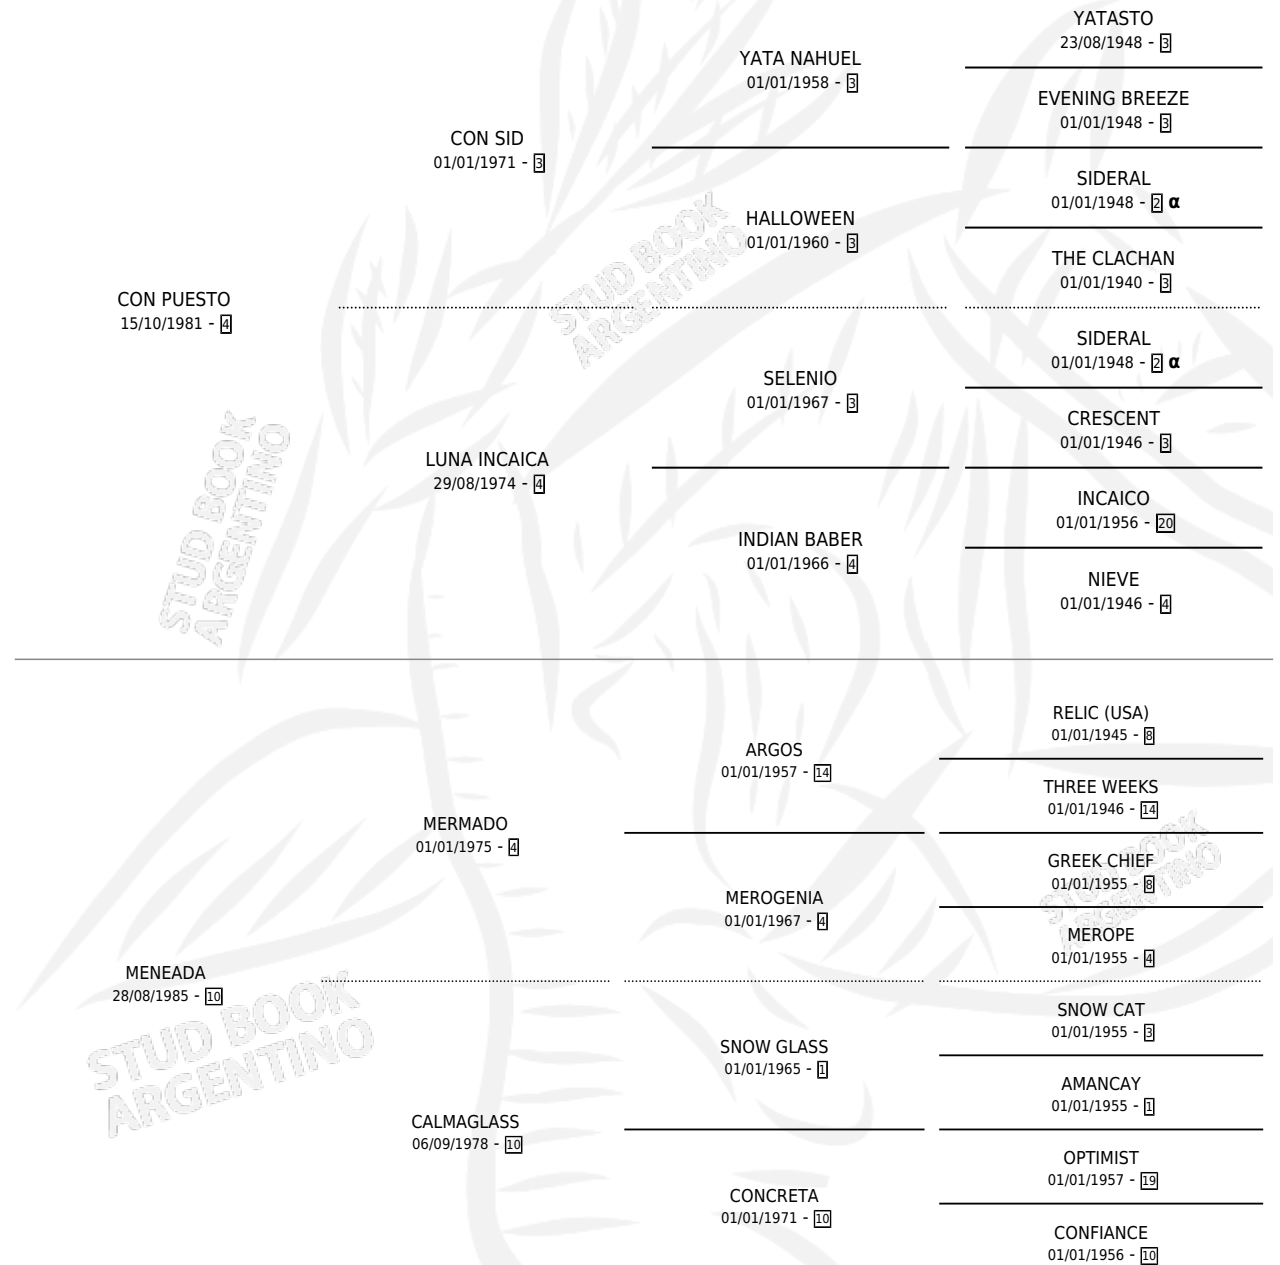 YATASTO
23/08/1948 - 3
YATA NAHUEL
01/01/1958 - 3
EVENING BREEZE
01/01/1948 - 3
CON SID
01/01/1971 - 3
SIDERAL
01/01/1948 - 2 α
HALLOWEEN
01/01/1960 - 3
THE CLACHAN
01/01/1940 - 3
CON PUESTO
15/10/1981 - 4
SIDERAL
01/01/1948 - 2 α
SELENIO
01/01/1967 - 3
CRESCENT
01/01/1946 - 3
LUNA INCAICA
29/08/1974 - 4
INCAICO
01/01/1956 - 20
INDIAN BABER
01/01/1966 - 4
NIEVE
01/01/1946 - 4
RELIC (USA)
01/01/1945 - 8
ARGOS
01/01/1957 - 14
THREE WEEKS
01/01/1946 - 14
MERMADO
01/01/1975 - 4
GREEK CHIEF
01/01/1955 - 8
MEROGENIA
01/01/1967 - 4
MEROPE
01/01/1955 - 4
MENEADA
28/08/1985 - 10
SNOW CAT
01/01/1955 - 3
SNOW GLASS
01/01/1965 - 1
AMANCAY
01/01/1955 - 1
CALMAGLASS
06/09/1978 - 10
OPTIMIST
01/01/1957 - 19
CONCRETA
01/01/1971 - 10
CONFIANCE
01/01/1956 - 10
STUD BOOK
ARGENTINO
STUD BOOK
ARGENTINO
STUD BOOK
ARGENTINO
STUD BOOK
ARGENTINO